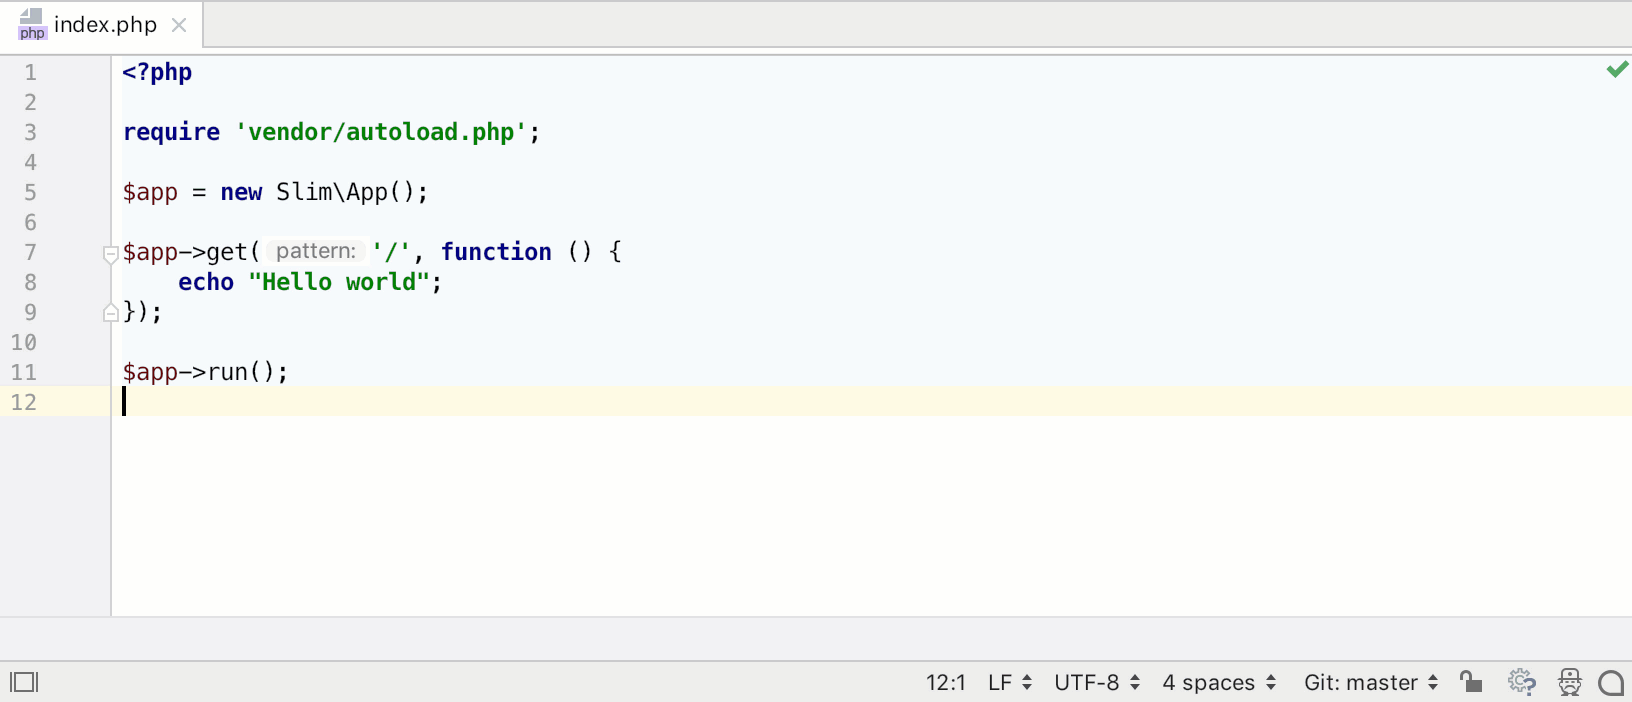 php index.php
1 <?php
2
3 require 'vendor/autoload.php';
4
5 $app = new Slim\App();
6
7 $app->get( pattern: '/', function () {
8     echo "Hello world";
9 });
10
11 $app->run();
12
12:1 LF UTF-8 4 spaces Git: master